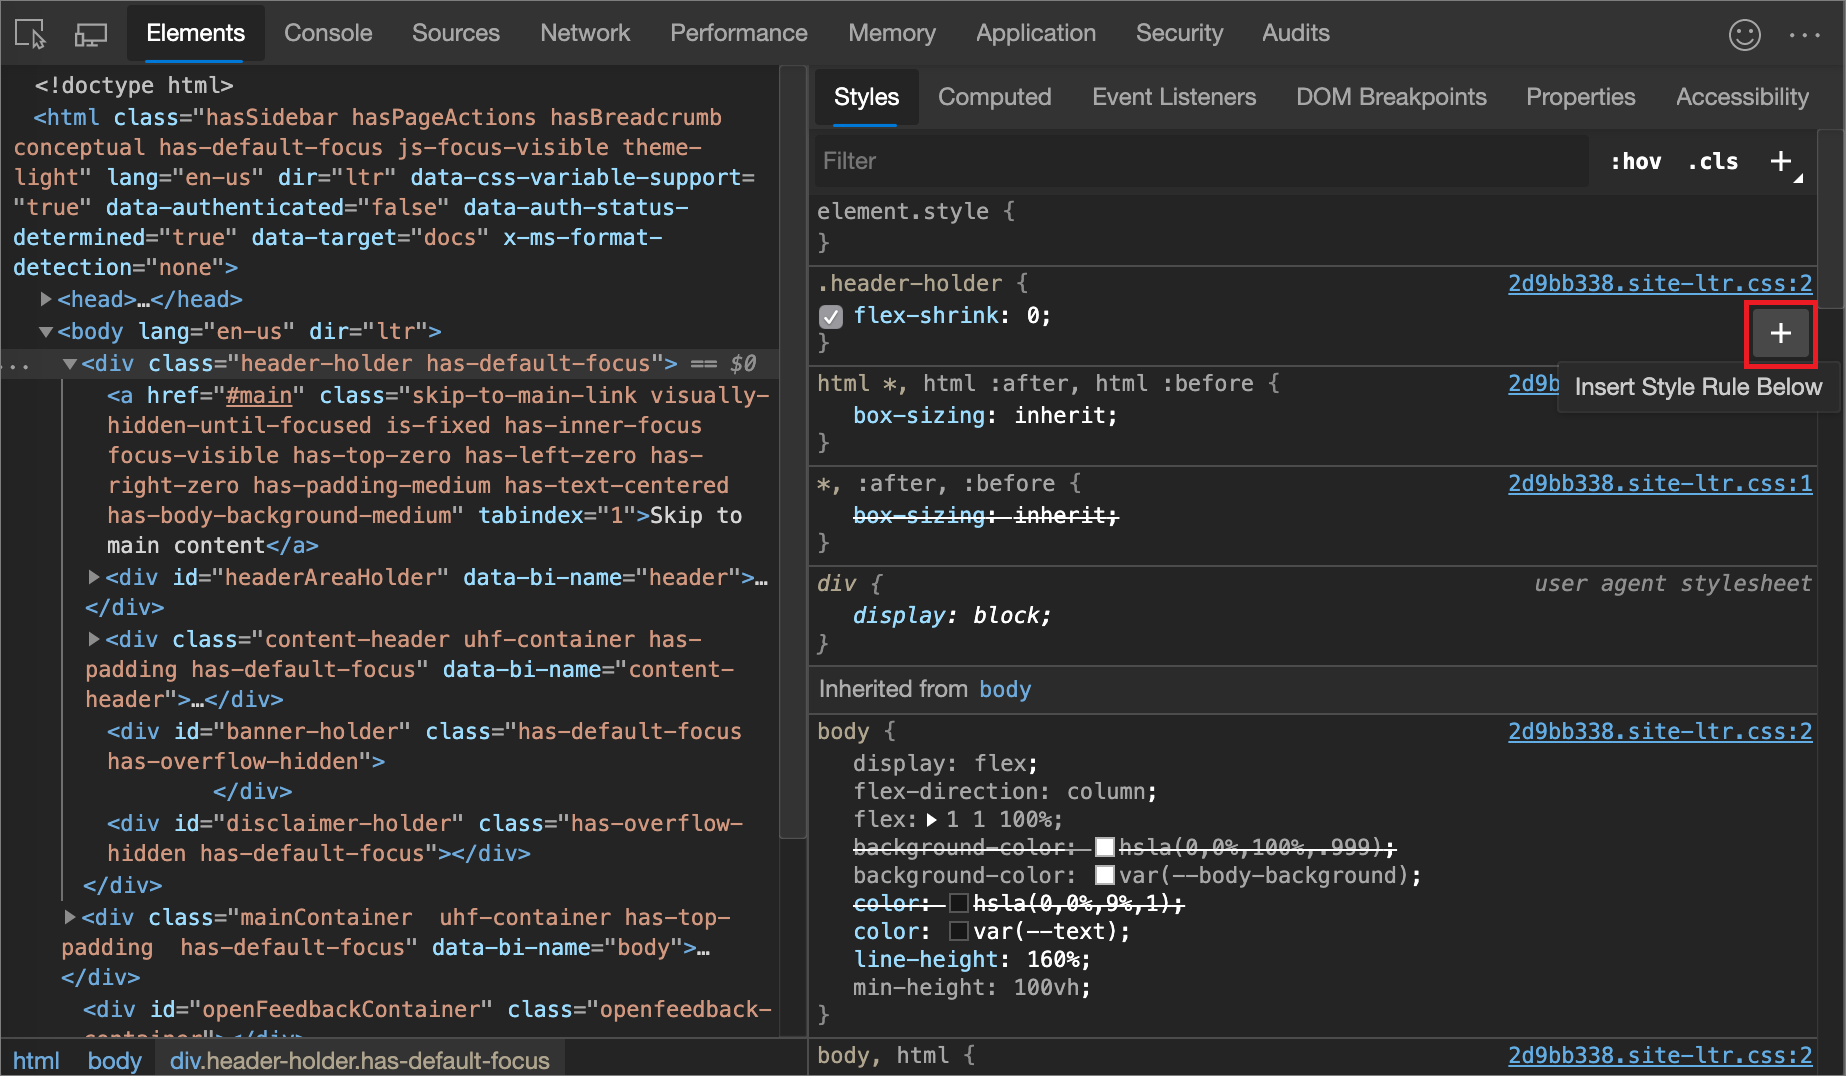 Elements Console Sources Network Performance Memory Application Security Audits ...
<!doctype html>
<html class="hasSidebar hasPageActions hasBreadcrumb
conceptual has-default-focus js-focus-visible theme-
light" lang="en-us" dir="ltr" data-css-variable-support=
"true" data-authenticated="false" data-auth-status-
determined="true" data-target="docs" x-ms-format-
detection="none">
<head>…</head>
<body lang="en-us" dir="ltr">
... <div class="header-holder has-default-focus"> == $0
<a href="#main" class="skip-to-main-link visually-
hidden-until-focused is-fixed has-inner-focus
focus-visible has-top-zero has-left-zero has-
right-zero has-padding-medium has-text-centered
has-body-background-medium" tabindex="1">Skip to
main content</a>
<div id="headerAreaHolder" data-bi-name="header">…
</div>
<div class="content-header uhf-container has-
padding has-default-focus" data-bi-name="content-
header">…</div>
<div id="banner-holder" class="has-default-focus
has-overflow-hidden">
</div>
<div id="disclaimer-holder" class="has-overflow-
hidden has-default-focus"></div>
</div>
<div class="mainContainer  uhf-container has-top-
padding  has-default-focus" data-bi-name="body">…
</div>
<div id="openFeedbackContainer" class="openfeedback-
container"></div>
html body div.header-holder.has-default-focus
Styles Computed Event Listeners DOM Breakpoints Properties Accessibility
Filter :hov .cls +
element.style {
}
.header-holder { 2d9bb338.site-ltr.css:2
flex-shrink: 0;
}
+
html *, html :after, html :before { 2d9b
Insert Style Rule Below
box-sizing: inherit;
}
*, :after, :before { 2d9bb338.site-ltr.css:1
box-sizing: inherit;
}
div { user agent stylesheet
display: block;
}
Inherited from body
body { 2d9bb338.site-ltr.css:2
display: flex;
flex-direction: column;
flex: 1 1 100%;
background-color: hsla(0,0%,100%,.999);
background-color: var(--body-background);
color: hsla(0,0%,9%,1);
color: var(--text);
line-height: 160%;
min-height: 100vh;
}
body, html { 2d9bb338.site-ltr.css:2